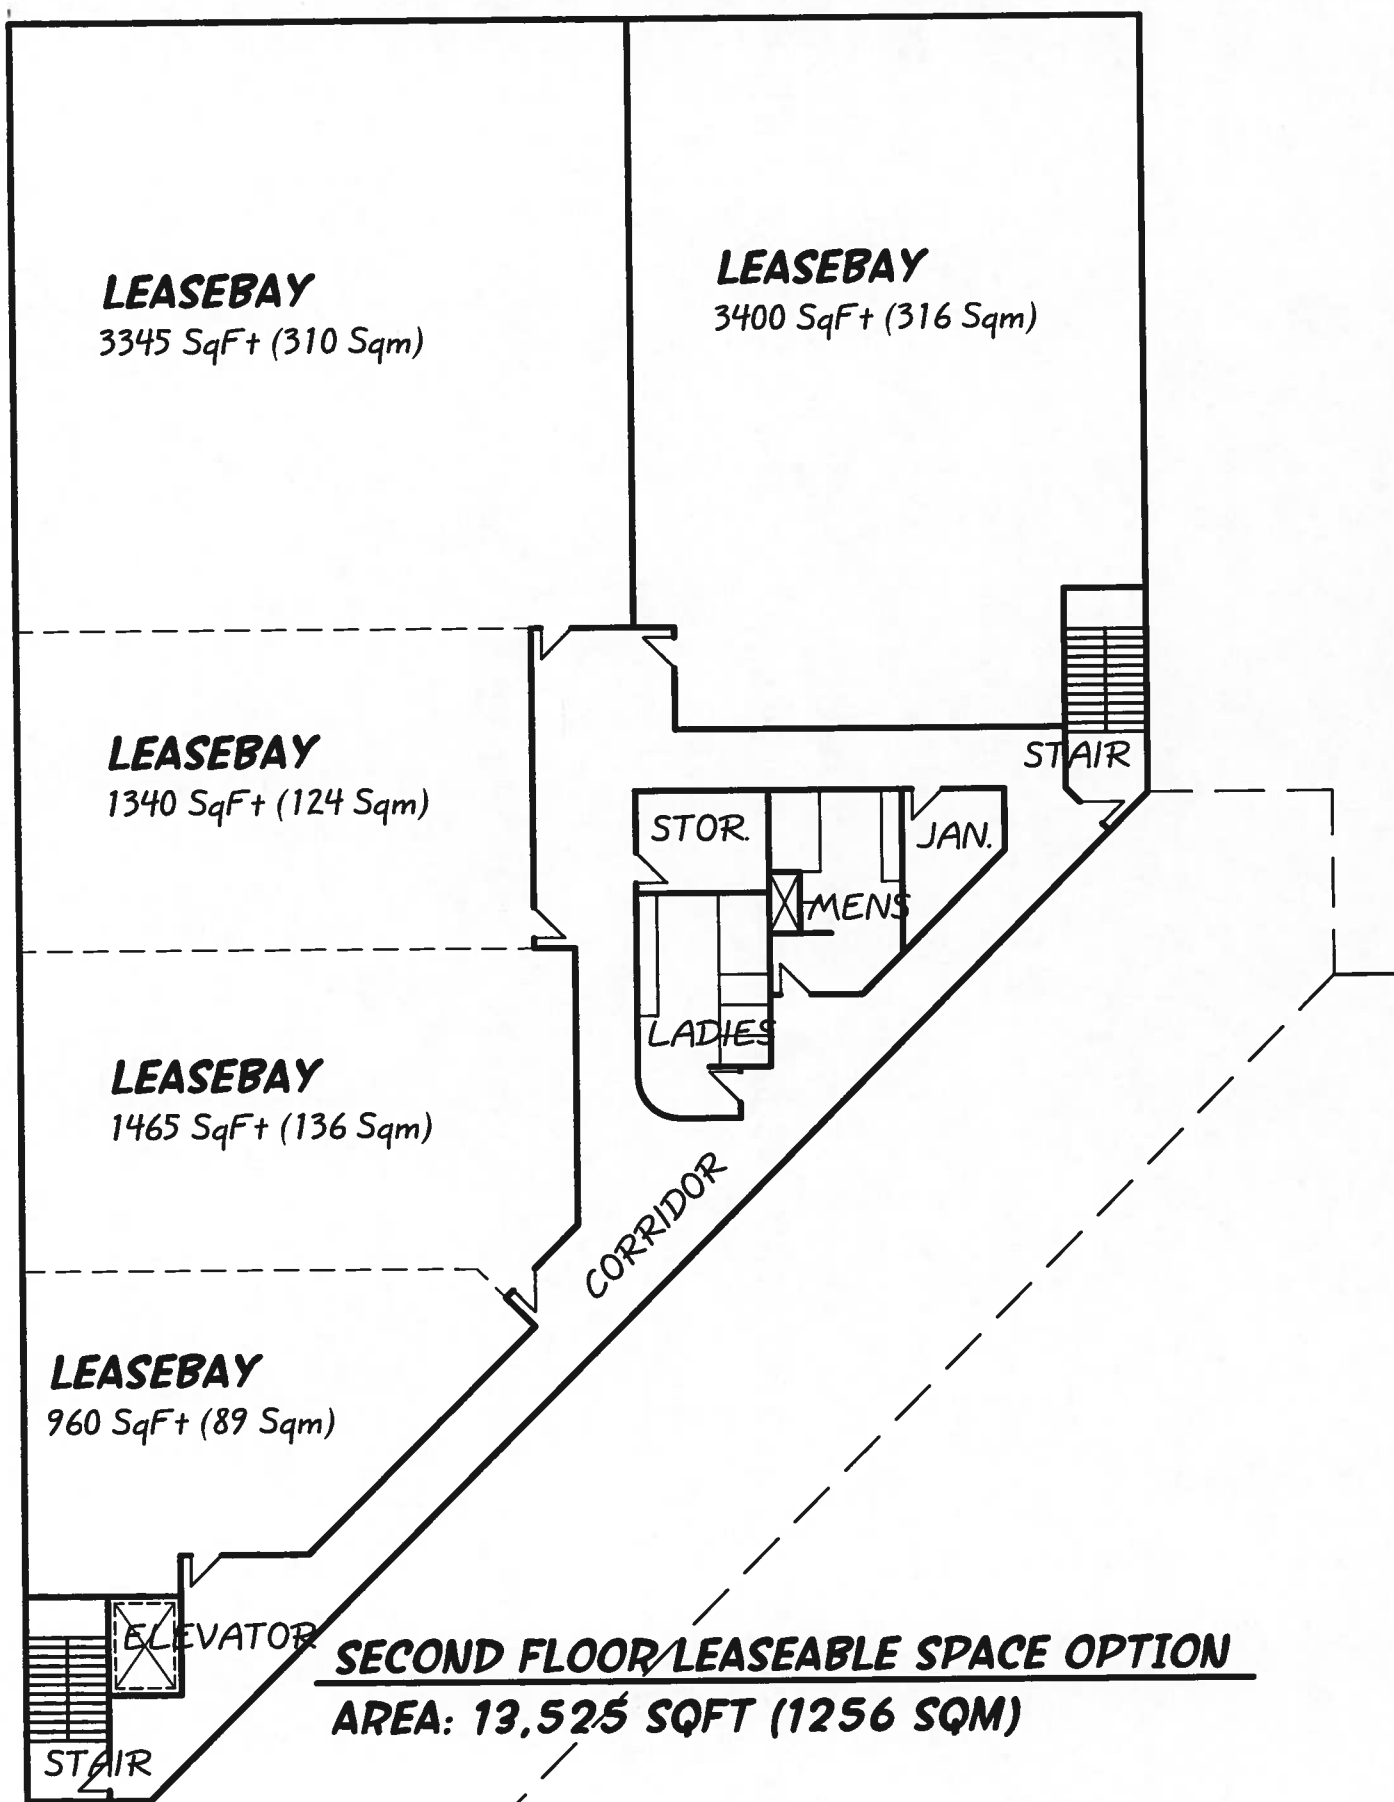 LEASEBAY
3345 SqFt (310 Sqm)
LEASEBAY
3400 SqFt (316 Sqm)
STAIR
LEASEBAY
1340 SqFt (124 Sqm)
STOR.
JAN.
MENS
LADIES
LEASEBAY
1465 SqFt (136 Sqm)
CORRIDOR
LEASEBAY
960 SqFt (89 Sqm)
ELEVATOR
STAIR
SECOND FLOOR LEASEABLE SPACE OPTION
AREA: 13,525 SQFT (1256 SQM)